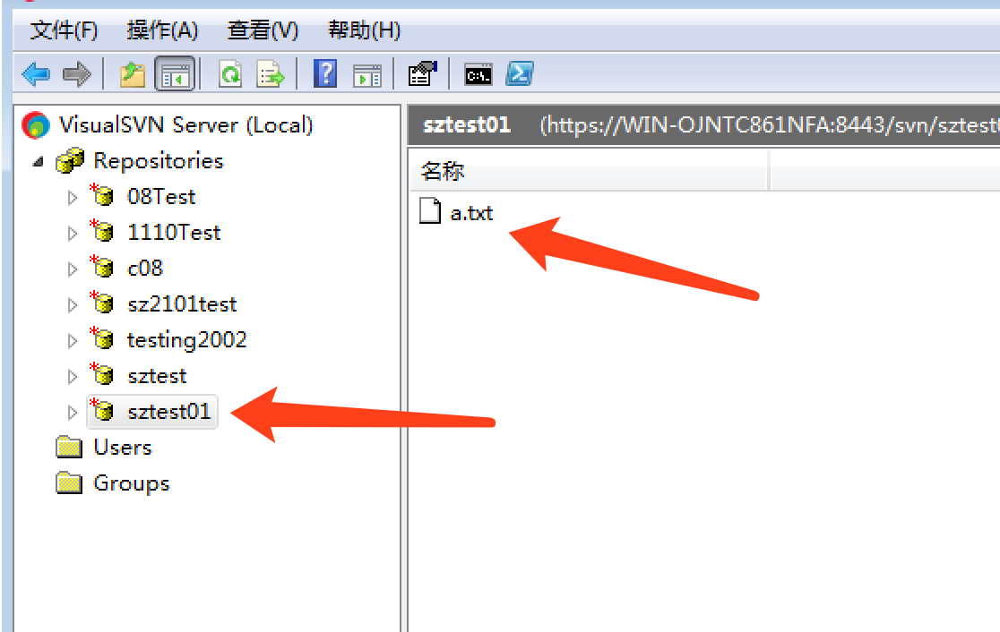 文件(F) 操作(A) 查看(V) 帮助(H)
VisualSVN Server (Local)
Repositories
08Test
1110Test
c08
sz2101test
testing2002
sztest
sztest01
Users
Groups
sztest01 (https://WIN-OJNTC861NFA:8443/svn/sztest
名称
a.txt